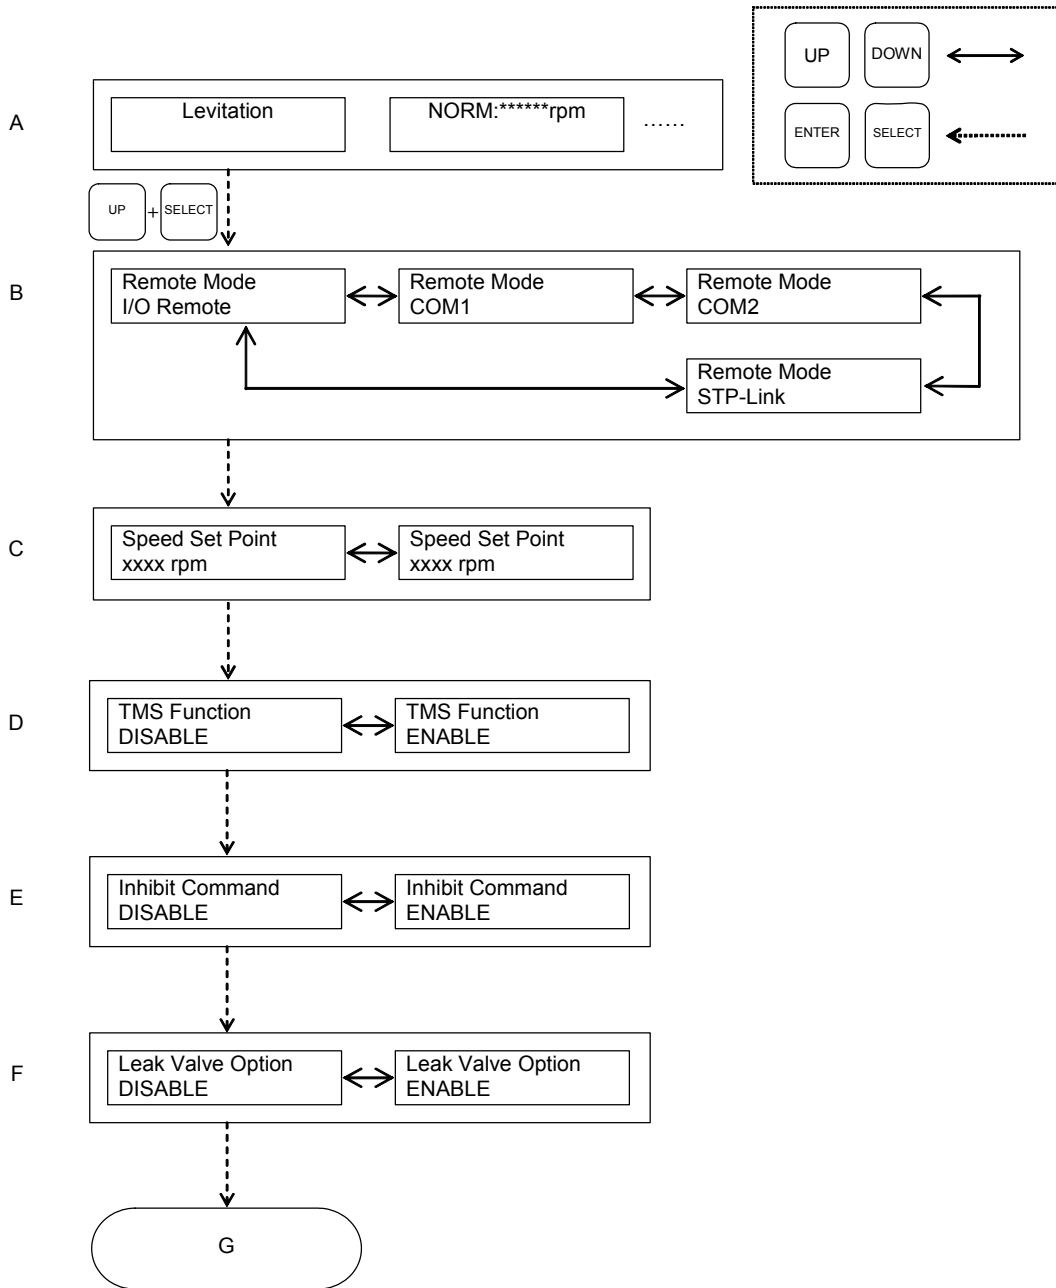 UP
DOWN
ENTER
SELECT
A
Levitation
NORM:******rpm
……
UP + SELECT
B
Remote Mode
I/O Remote
Remote Mode
COM1
Remote Mode
COM2
Remote Mode
STP-Link
C
Speed Set Point
xxxx rpm
Speed Set Point
xxxx rpm
D
TMS Function
DISABLE
TMS Function
ENABLE
E
Inhibit Command
DISABLE
Inhibit Command
ENABLE
F
Leak Valve Option
DISABLE
Leak Valve Option
ENABLE
G